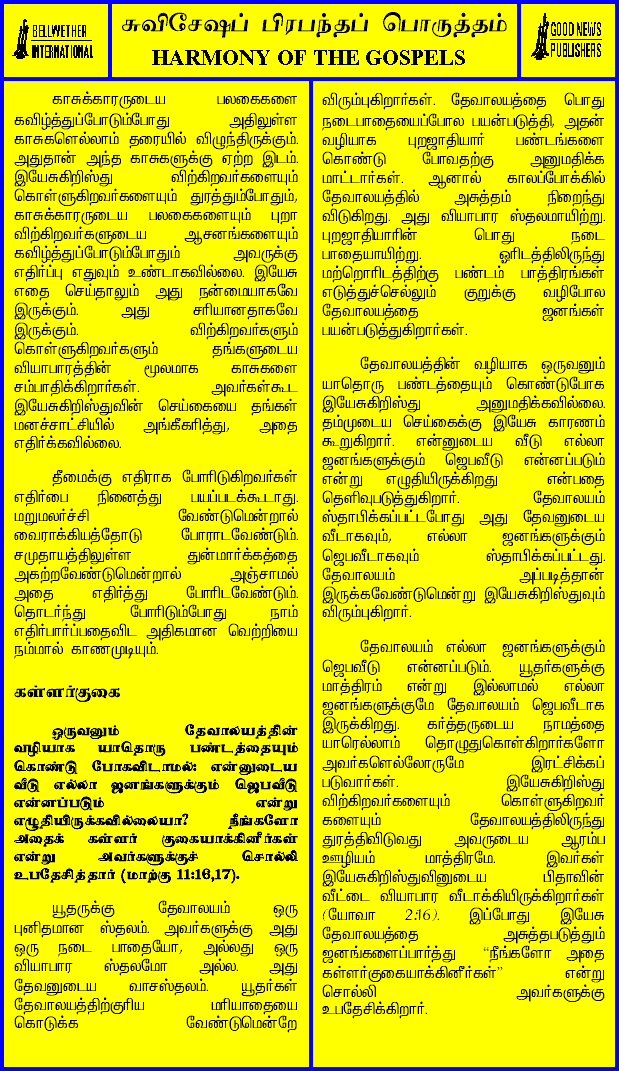 BELLWETHER
INTERNATIONAL
சுவிசேஷப் பிரபந்தப் பொருத்தம்
HARMONY OF THE GOSPELS
GOOD NEWS
PUBLISHERS
காசுக்காரருடைய பலகைகளை
கவிழ்த்துப்போடும்போது அதிலுள்ள
காசுகளெல்லாம் தரையில் விழுந்திருக்கும்.
அதுதான் அந்த காசுகளுக்கு ஏற்ற இடம்.
இயேசுகிறிஸ்து விற்கிறவர்களையும்
கொள்ளுகிறவர்களையும் துரத்தும்போதும்,
காசுக்காரருடைய பலகைகளையும் புறா
விற்கிறவர்களுடைய ஆசனங்களையும்
கவிழ்த்துப்போடும்போதும் அவருக்கு
எதிர்ப்பு எதுவும் உண்டாகவில்லை. இயேசு
எதை செய்தாலும் அது நன்மையாகவே
இருக்கும். அது சரியானதாகவே
இருக்கும். விற்கிறவர்களும்
கொள்ளுகிறவர்களும் தங்களுடைய
வியாபாரத்தின் மூலமாக காசுகளை
சம்பாதிக்கிறார்கள். அவர்கள்கூட
இயேசுகிறிஸ்துவின் செய்கையை தங்கள்
மனச்சாட்சியில் அங்கீகரித்து, அதை
எதிர்க்கவில்லை.
தீமைக்கு எதிராக போரிடுகிறவர்கள்
எதிர்பை நினைத்து பயப்படக்கூடாது.
மறுமலர்ச்சி வேண்டுமென்றால்
வைராக்கியத்தோடு போராடவேண்டும்.
சமுதாயத்திலுள்ள துன்மார்க்கத்தை
அகற்றவேண்டுமென்றால் அஞ்சாமல்
அதை எதிர்த்து போரிடவேண்டும்.
தொடர்ந்து போரிடும்போது நாம்
எதிர்பார்ப்பதைவிட அதிகமான வெற்றியை
நம்மால் காணமுடியும்.
கள்ளர்குகை
ஒருவனும் தேவாலயத்தின்
வழியாக யாதொரு பண்டத்தையும்
கொண்டு போகவிடாமல்: என்னுடைய
வீடு எல்லா ஜனங்களுக்கும் ஜெபவீடு
என்னப்படும் என்று
எழுதியிருக்கவில்லையா? நீங்களோ
அதைக் கள்ளர் குகையாக்கினீர்கள்
என்று அவர்களுக்குச் சொல்லி
உபதேசித்தார் (மாற்கு 11:16,17).
யூதருக்கு தேவாலயம் ஒரு
புனிதமான ஸ்தலம். அவர்களுக்கு அது
ஒரு நடை பாதையோ, அல்லது ஒரு
வியாபார ஸ்தலமோ அல்ல. அது
தேவனுடைய வாசஸ்தலம். யூதர்கள்
தேவாலயத்திற்குரிய மரியாதையை
கொடுக்க வேண்டுமென்றே
விரும்புகிறார்கள். தேவாலயத்தை பொது
நடைபாதையைப்போல பயன்படுத்தி, அதன்
வழியாக புறஜாதியார் பண்டங்களை
கொண்டு போவதற்கு அனுமதிக்க
மாட்டார்கள். ஆனால் காலப்போக்கில்
தேவாலயத்தில் அசுத்தம் நிறைந்து
விடுகிறது. அது வியாபார ஸ்தலமாயிற்று.
புறஜாதியாரின் பொது நடை
பாதையாயிற்று. ஓரிடத்திலிருந்து
மற்றொரிடத்திற்கு பண்டம் பாத்திரங்கள்
எடுத்துச்செல்லும் குறுக்கு வழிபோல
தேவாலயத்தை ஜனங்கள்
பயன்படுத்துகிறார்கள்.
தேவாலயத்தின் வழியாக ஒருவனும்
யாதொரு பண்டத்தையும் கொண்டுபோக
இயேசுகிறிஸ்து அனுமதிக்கவில்லை.
தம்முடைய செய்கைக்கு இயேசு காரணம்
கூறுகிறார். என்னுடைய வீடு எல்லா
ஜனங்களுக்கும் ஜெபவீடு என்னப்படும்
என்று எழுதியிருக்கிறது என்பதை
தெளிவுபடுத்துகிறார். தேவாலயம்
ஸ்தாபிக்கப்பட்டபோது அது தேவனுடைய
வீடாகவும், எல்லா ஜனங்களுக்கும்
ஜெபவீடாகவும் ஸ்தாபிக்கப்பட்டது.
தேவாலயம் அப்படித்தான்
இருக்கவேண்டுமென்று இயேசுகிறிஸ்துவும்
விரும்புகிறார்.
தேவாலயம் எல்லா ஜனங்களுக்கும்
ஜெபவீடு என்னப்படும். யூதர்களுக்கு
மாத்திரம் என்று இல்லாமல் எல்லா
ஜனங்களுக்குமே தேவாலயம் ஜெபவீடாக
இருக்கிறது. கர்த்தருடைய நாமத்தை
யாரெல்லாம் தொழுதுகொள்கிறார்களோ
அவர்களெல்லோருமே இரட்சிக்கப்
படுவார்கள். இயேசுகிறிஸ்து
விற்கிறவர்களையும் கொள்ளுகிறவர்
களையும் தேவாலயத்திலிருந்து
துரத்திவிடுவது அவருடைய ஆரம்ப
ஊழியம் மாத்திரமே. இவர்கள்
இயேசுகிறிஸ்துவினுடைய பிதாவின்
வீட்டை வியாபார வீடாக்கியிருக்கிறார்கள்
(யோவா 2:16). இப்போது இயேசு
தேவாலயத்தை அசுத்தபடுத்தும்
ஜனங்களைப்பார்த்து “நீங்களோ அதை
கள்ளர்குகையாக்கினீர்கள்” என்று
சொல்லி அவர்களுக்கு
உபதேசிக்கிறார்.